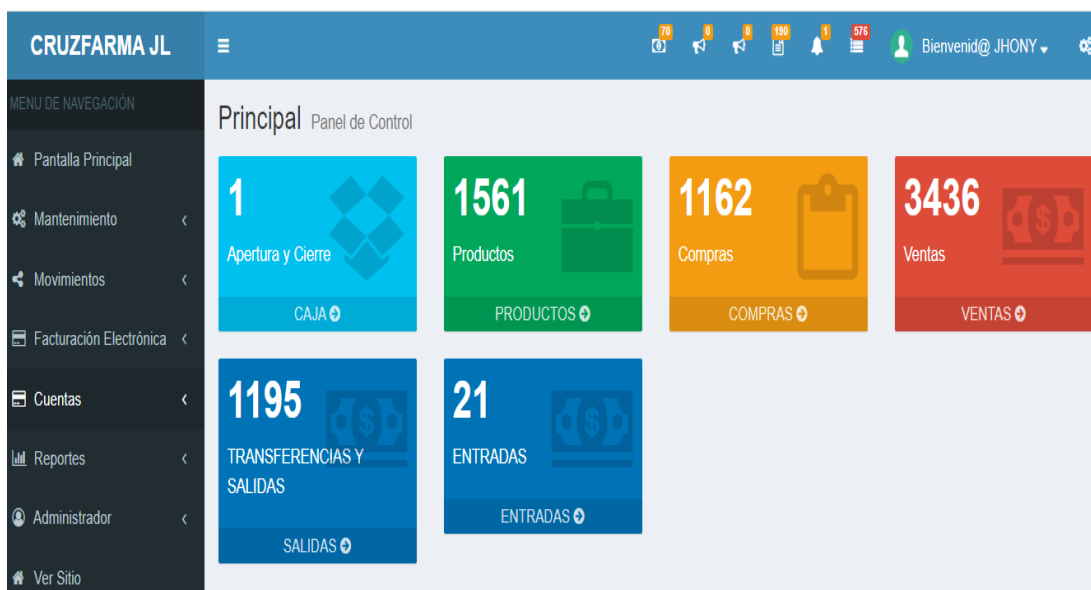 CRUZFARMA JL
70
0
0
190
1
576
Bienvenid@ JHONY
MENU DE NAVEGACIÓN
Pantalla Principal
Mantenimiento
Movimientos
Facturación Electrónica
Cuentas
Reportes
Administrador
Ver Sitio
Principal Panel de Control
1
Apertura y Cierre
CAJA
1561
Productos
PRODUCTOS
1162
Compras
COMPRAS
3436
Ventas
VENTAS
1195
TRANSFERENCIAS Y
SALIDAS
SALIDAS
21
ENTRADAS
ENTRADAS